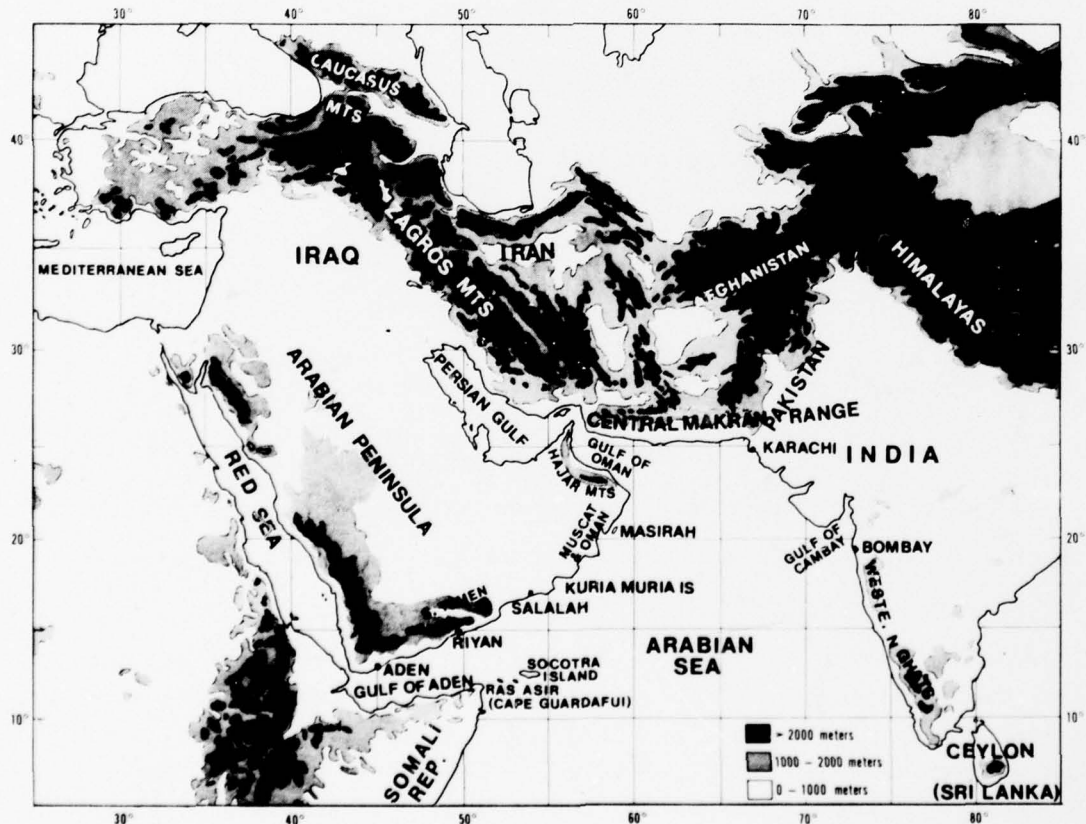 30° 40° 50° 60° 70° 80°
CAUCASUS
MTS
40° 40°
ZAGROS MTS
IRAN
IRAQ
AFGHANISTAN
HIMALAYAS
MEDITERRANEAN SEA
30° 30°
ARABIAN PENINSULA
PERSIAN GULF
PAKISTAN
CENTRAL MAKRAN RANGE
KARACHI
INDIA
GULF OF
OMAN
HAJAR MTS
RED SEA
MUSCAT
& OMAN
MASIRAH
GULF OF
CAMBAY
BOMBAY
20° 20°
KURIA MURIA IS
SALALAH
RIYAN
WESTERN GHATS
ARABIAN
SEA
ADEN
GULF OF ADEN
SOCOTRA
ISLAND
RAS ASIR
(CAPE GUARDAFUI)
10° 10°
SOMALI
REP.
> 2000 meters
1000 - 2000 meters
0 - 1000 meters
CEYLON
(SRI LANKA)
30° 40° 50° 60° 70° 80°